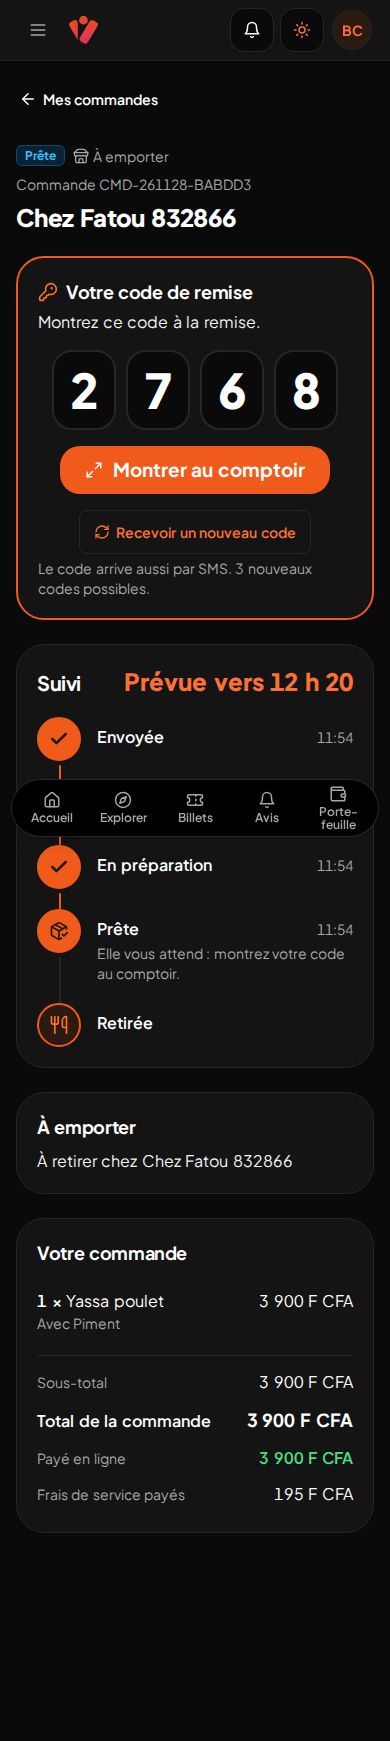 BC
Mes commandes
Prête À emporter
Commande CMD-261128-BABDD3
Chez Fatou 832866
Votre code de remise
Montrez ce code à la remise.
2 7 6 8
Montrer au comptoir
Recevoir un nouveau code
Le code arrive aussi par SMS. 3 nouveaux
codes possibles.
Suivi Prévue vers 12 h 20
Envoyée 11:54
Accueil Explorer Billets Avis Porte-
feuille
En préparation 11:54
Prête 11:54
Elle vous attend : montrez votre code
au comptoir.
Retirée
À emporter
À retirer chez Chez Fatou 832866
Votre commande
1 × Yassa poulet 3 900 F CFA
Avec Piment
Sous-total 3 900 F CFA
Total de la commande 3 900 F CFA
Payé en ligne 3 900 F CFA
Frais de service payés 195 F CFA